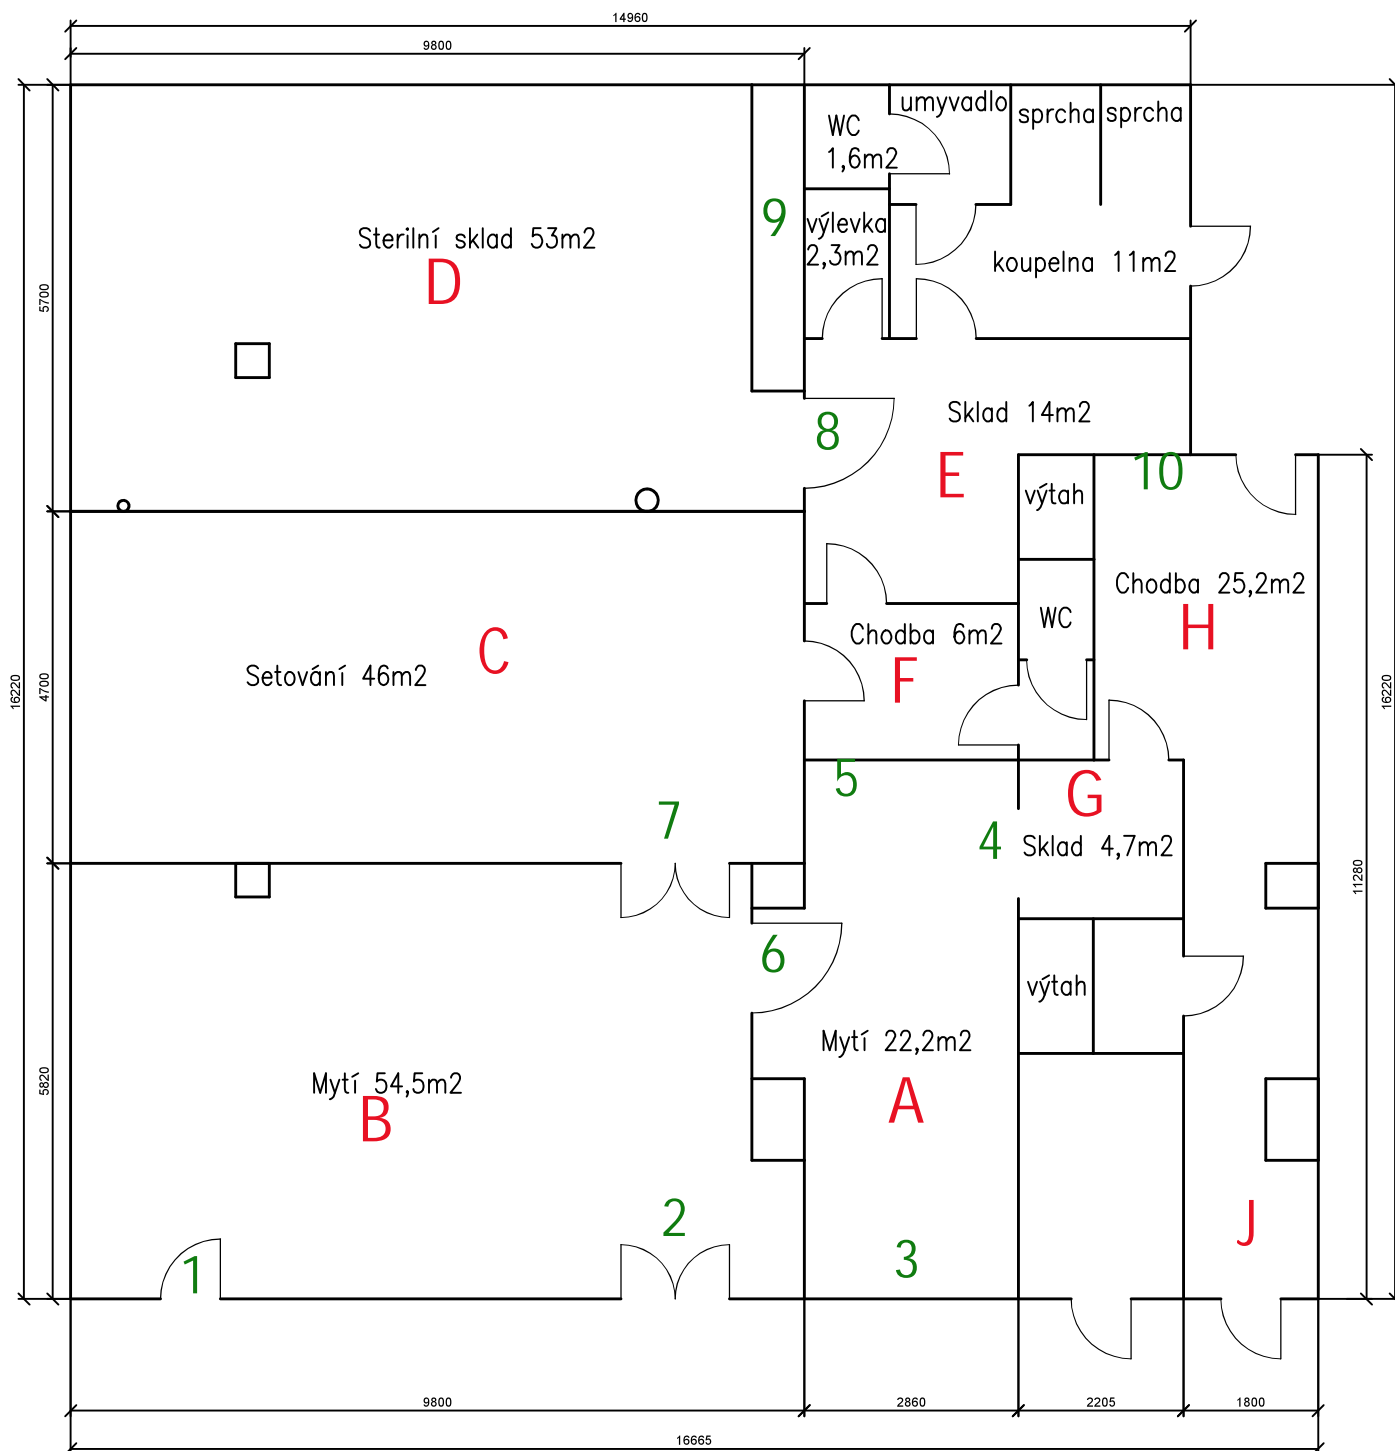 14960
9800
umyvadlo
sprcha
sprcha
WC
1,6m2
9
výlevka
2,3m2
Sterilní sklad 53m2
D
koupelna 11m2
5700
Sklad 14m2
8
E
10
výtah
Chodba 25,2m2
H
WC
Chodba 6m2
F
C
Setování 46m2
16220
4700
16220
5
G
7
4
Sklad 4,7m2
11280
6
výtah
Mytí 22,2m2
A
Mytí 54,5m2
B
5820
2
J
3
1
9800
2860
2205
1800
16665